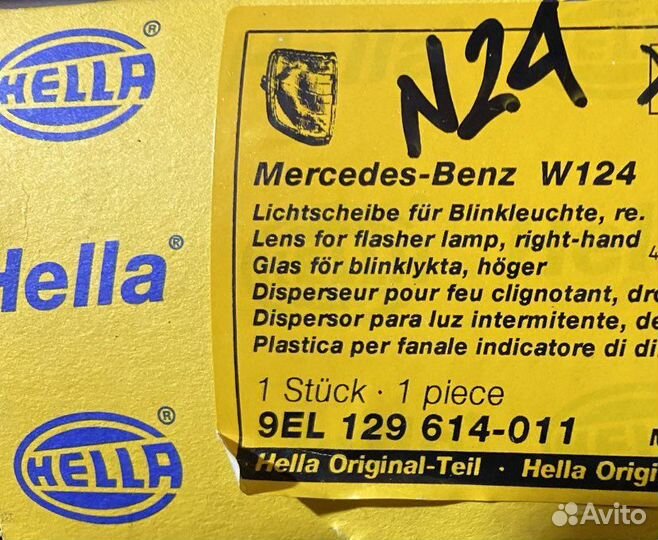 HELLA®
N24
Mercedes-Benz W124
Lichtscheibe für Blinkleuchte, re.
Lens for flasher lamp, right-hand
Glas för blinklykta, höger
Disperseur pour feu clignotant, dro
Dispersor para luz intermitente, de
Plastica per fanale indicatore di di
Hella®
1 Stück · 1 piece
9EL 129 614-011
Hella Original-Teil · Hella Origi
HELLA®
Avito